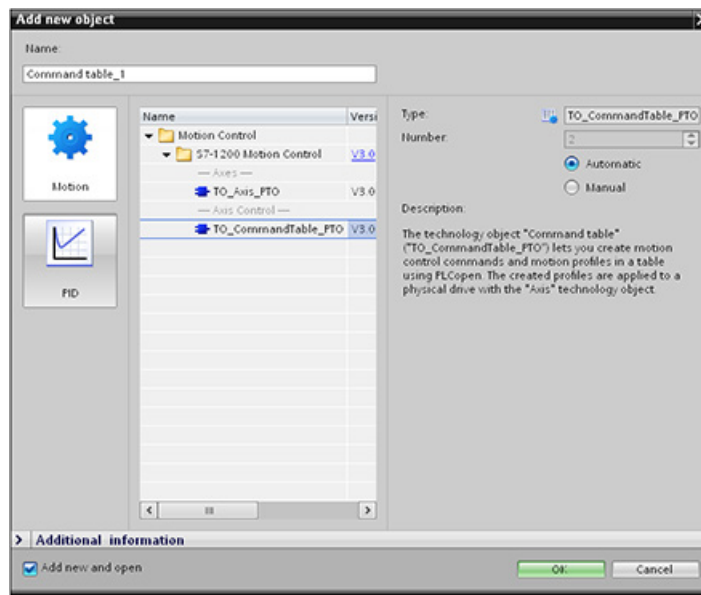 Add new object
Name:
Command table_1
Motion
PID
Name Versi
Motion Control
S7-1200 Motion Control V3.0
— Axes —
TO_Axis_PTO V3.0
— Axis Control —
TO_CommandTable_PTO V3.0
Type: TO_CommandTable_PTO
Number: 2
Automatic
Manual
Description:
The technology object "Command table"
("TO_CommandTable_PTO") lets you create motion
control commands and motion profiles in a table
using PLCopen. The created profiles are applied to a
physical drive with the "Axis" technology object.
Additional information
Add new and open
OK Cancel